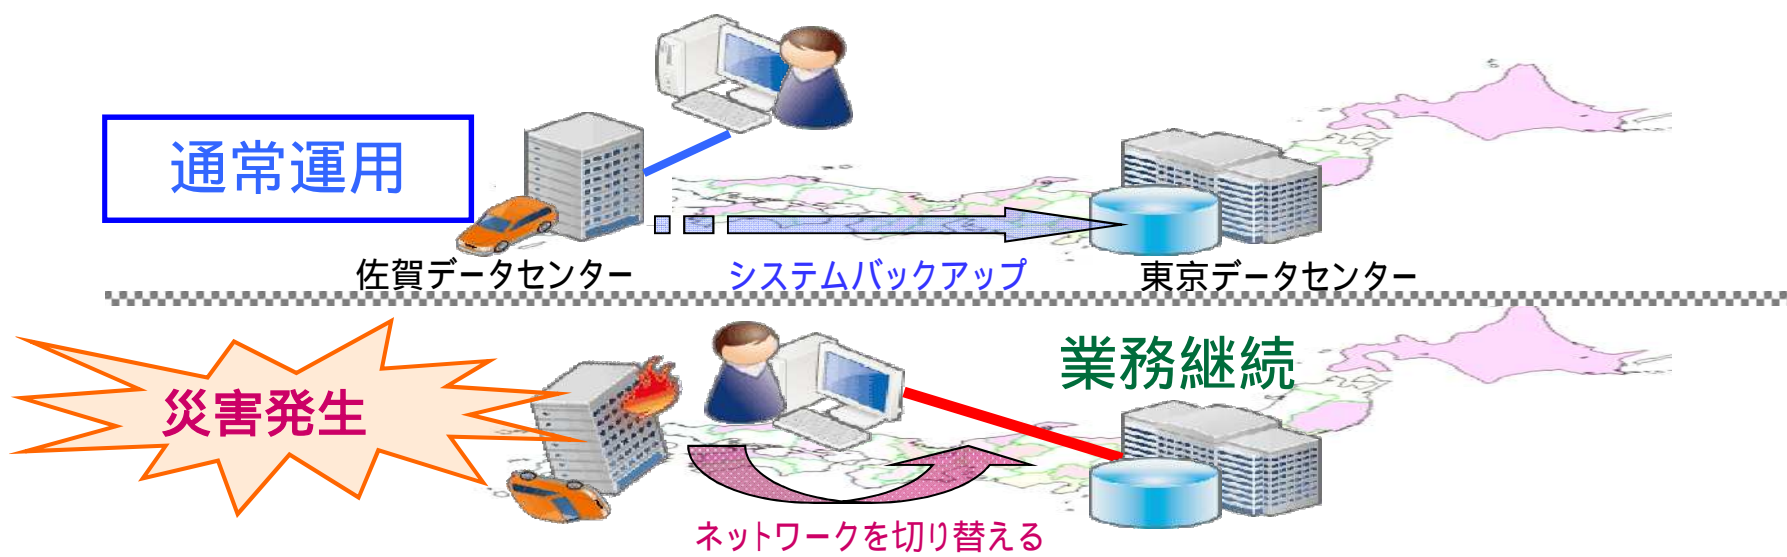 通常運用
佐賀データセンター
システムバックアップ
東京データセンター
災害発生
業務継続
ネットワークを切り替える